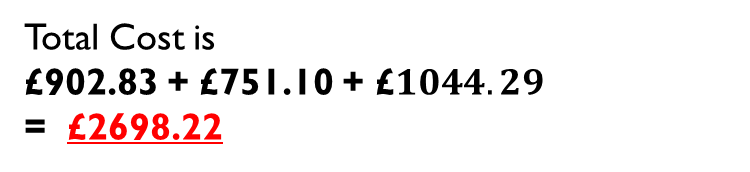 Total Cost is
£902.83 + £751.10 + £1044.29
= £2698.22